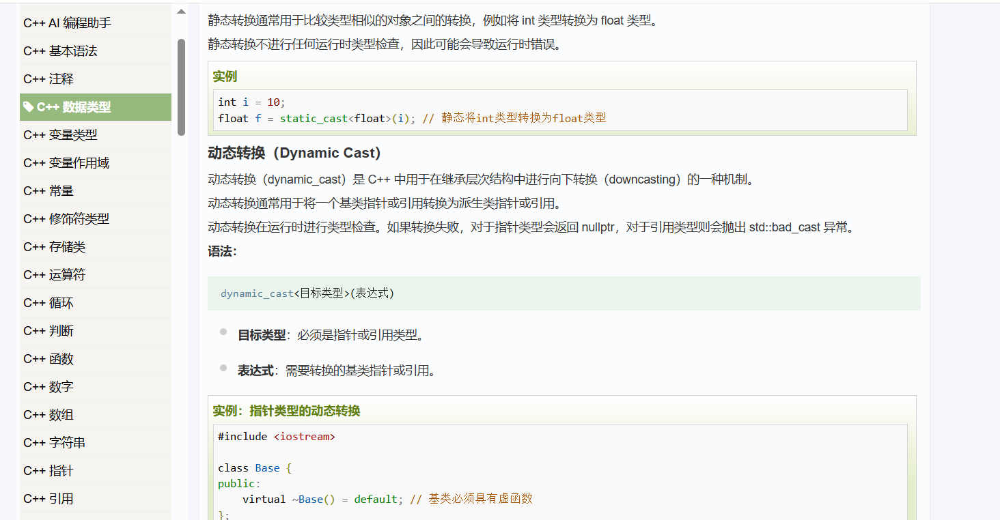 C++ AI 编程助手
C++ 基本语法
C++ 注释
C++ 数据类型
C++ 变量类型
C++ 变量作用域
C++ 常量
C++ 修饰符类型
C++ 存储类
C++ 运算符
C++ 循环
C++ 判断
C++ 函数
C++ 数字
C++ 数组
C++ 字符串
C++ 指针
C++ 引用
静态转换通常用于比较类型相似的对象之间的转换，例如将 int 类型转换为 float 类型。
静态转换不进行任何运行时类型检查，因此可能会导致运行时错误。
实例
int i = 10;
float f = static_cast<float>(i); // 静态将int类型转换为float类型
动态转换（Dynamic Cast）
动态转换（dynamic_cast）是 C++ 中用于在继承层次结构中进行向下转换（downcasting）的一种机制。
动态转换通常用于将一个基类指针或引用转换为派生类指针或引用。
动态转换在运行时进行类型检查。如果转换失败，对于指针类型会返回 nullptr，对于引用类型则会抛出 std::bad_cast 异常。
语法：
dynamic_cast<目标类型>(表达式)
目标类型：必须是指针或引用类型。
表达式：需要转换的基类指针或引用。
实例：指针类型的动态转换
#include <iostream>
class Base {
public:
    virtual ~Base() = default; // 基类必须具有虚函数
};